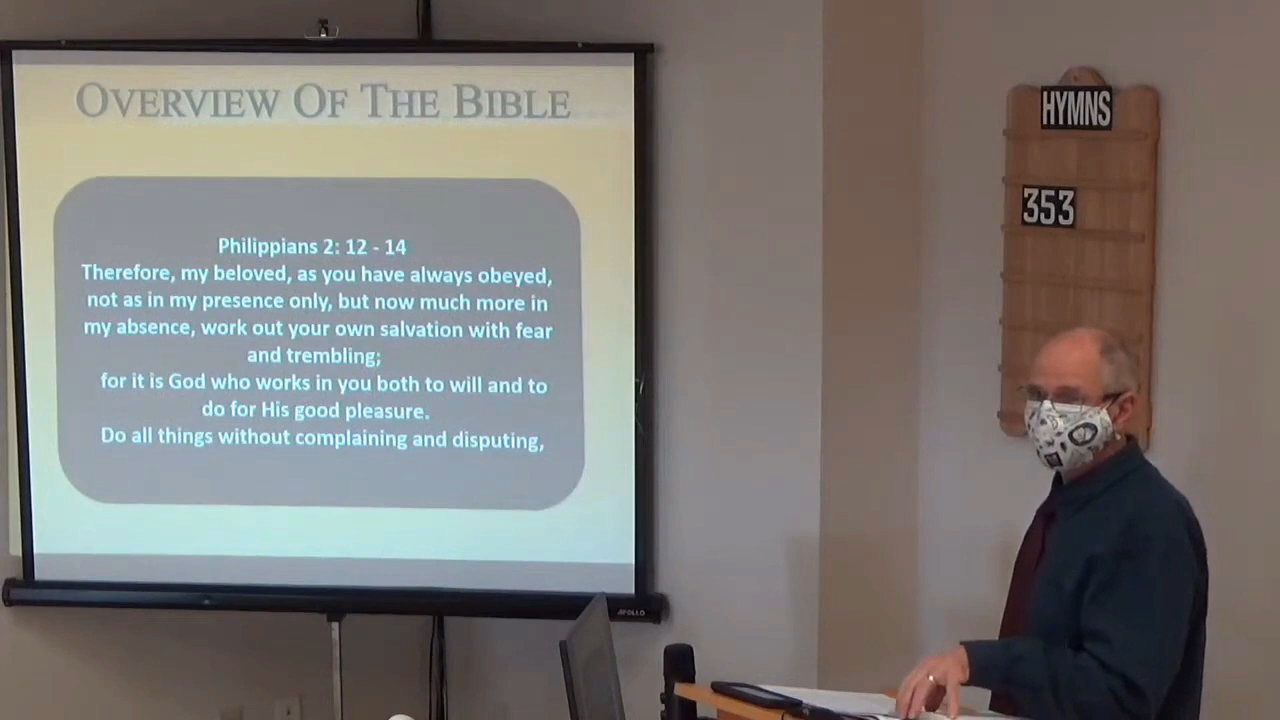 OVERVIEW OF THE BIBLE
Philippians 2: 12 - 14
Therefore, my beloved, as you have always obeyed,
not as in my presence only, but now much more in
my absence, work out your own salvation with fear
and trembling;
for it is God who works in you both to will and to
do for His good pleasure.
Do all things without complaining and disputing,
APOLLO
HYMNS
353